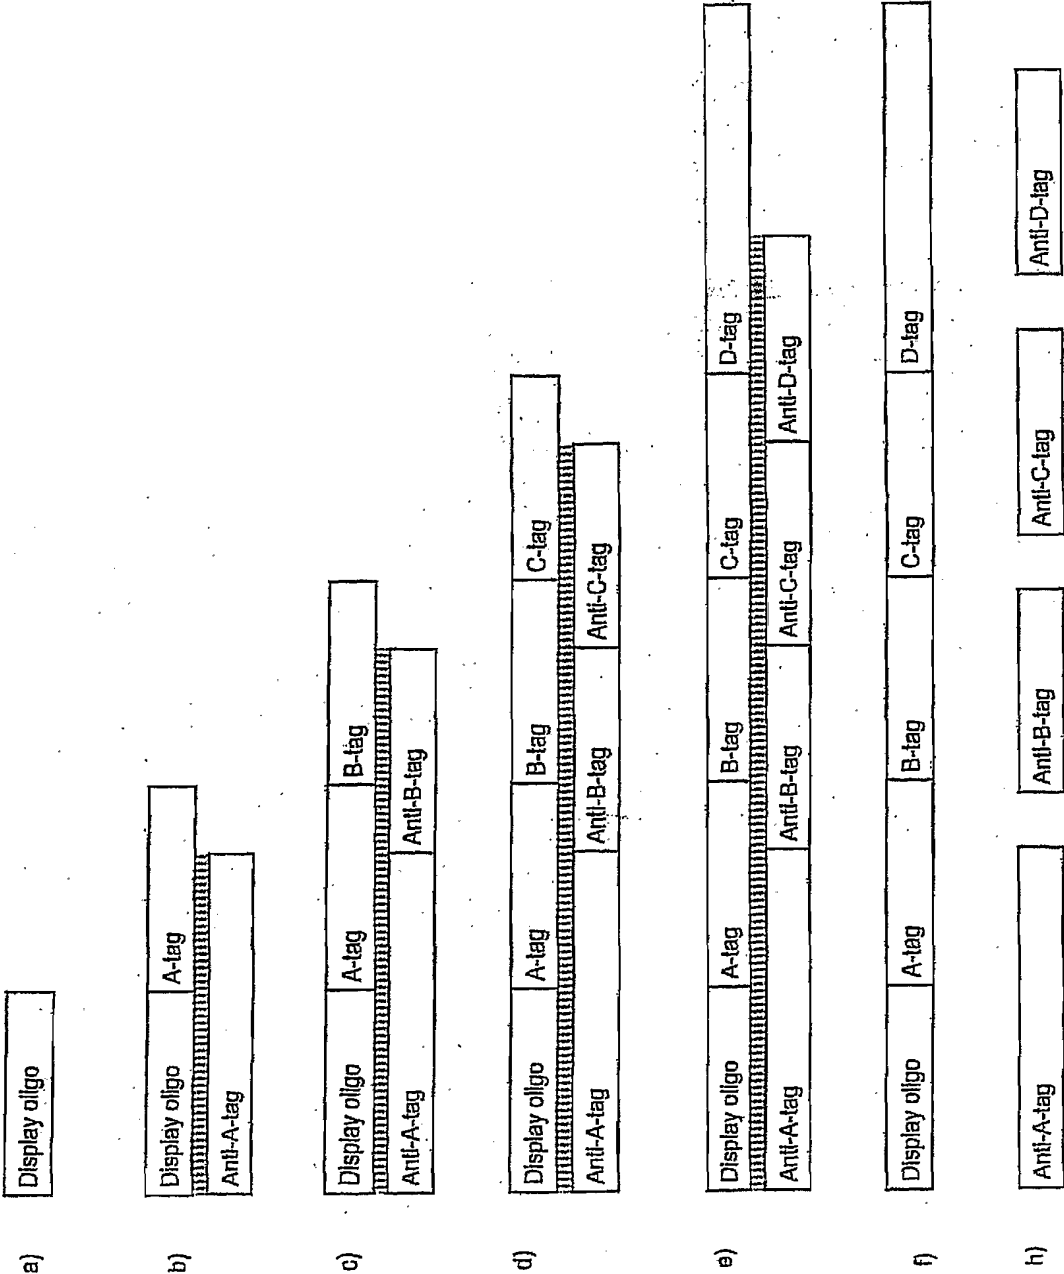 a)
Display oligo
b)
Display oligo A-tag
Anti-A-tag
c)
Display oligo A-tag B-tag
Anti-A-tag Anti-B-tag
d)
Display oligo A-tag B-tag C-tag
Anti-A-tag Anti-B-tag Anti-C-tag
e)
Display oligo A-tag B-tag C-tag D-tag
Anti-A-tag Anti-B-tag Anti-C-tag Anti-D-tag
f)
Display oligo A-tag B-tag C-tag D-tag
h)
Anti-A-tag Anti-B-tag Anti-C-tag Anti-D-tag